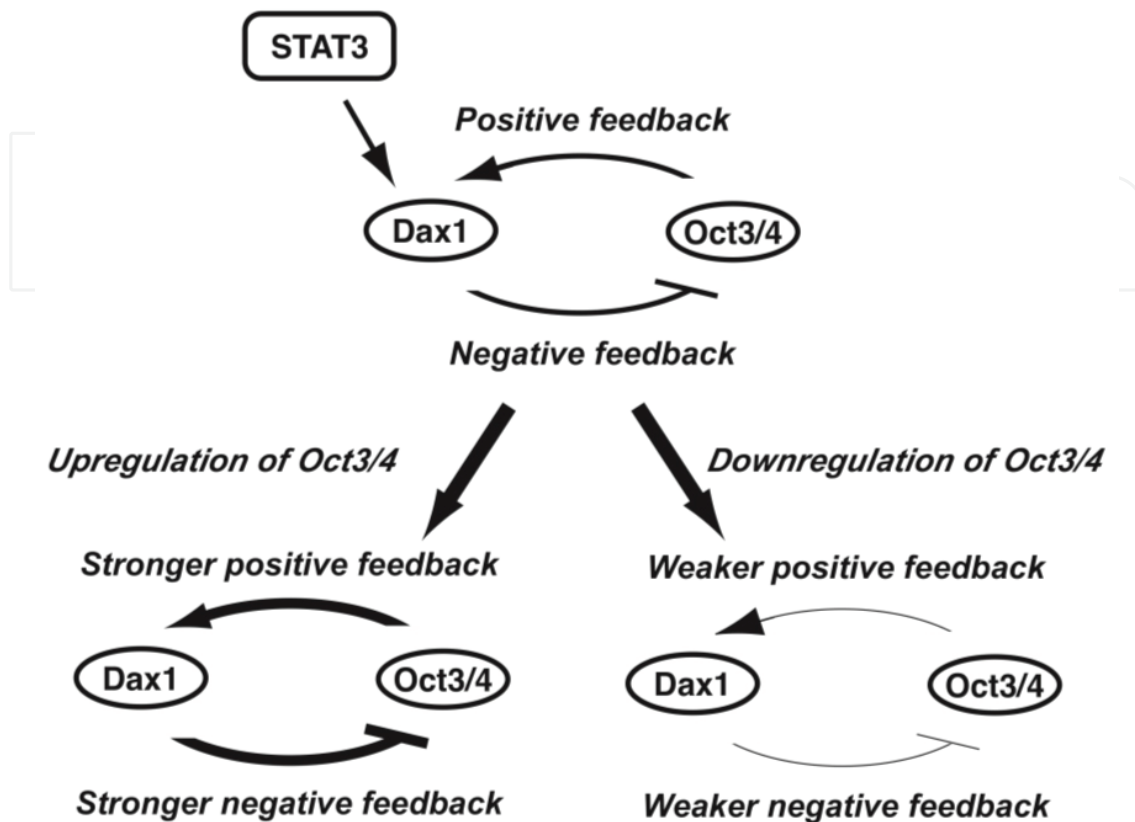 STAT3
Positive feedback
Dax1
Oct3/4
Negative feedback
Upregulation of Oct3/4
Downregulation of Oct3/4
Stronger positive feedback
Weaker positive feedback
Dax1
Oct3/4
Dax1
Oct3/4
Stronger negative feedback
Weaker negative feedback